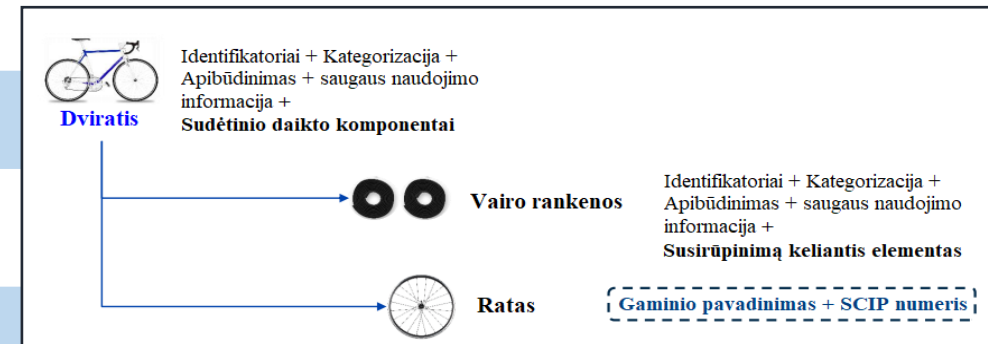 Identifikatoriai + Kategorizacija +
Apibūdinimas + saugaus naudojimo
informacija +
Sudėtinio daikto komponentai
Dviratis
Vairo rankenos
Identifikatoriai + Kategorizacija +
Apibūdinimas + saugaus naudojimo
informacija +
Susirūpinimą keliantis elementas
Ratas
Gaminio pavadinimas + SCIP numeris